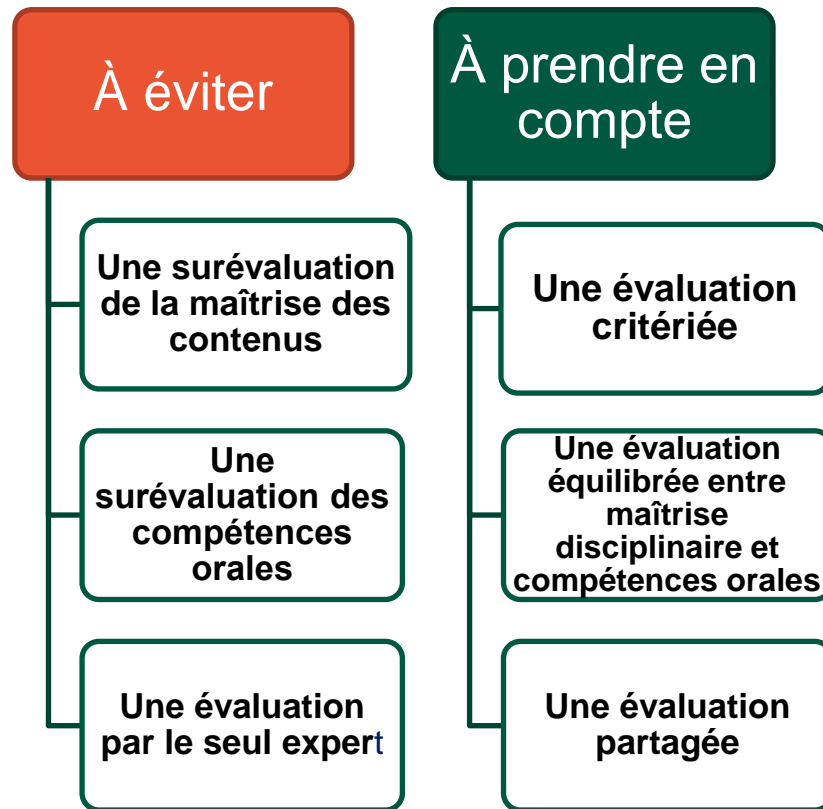 À éviter
Une surévaluation
de la maîtrise des
contenus
Une
surévaluation des
compétences
orales
Une évaluation
par le seul expert
À prendre en
compte
Une évaluation
critériée
Une évaluation
équilibrée entre
maîtrise
disciplinaire et
compétences orales
Une évaluation
partagée